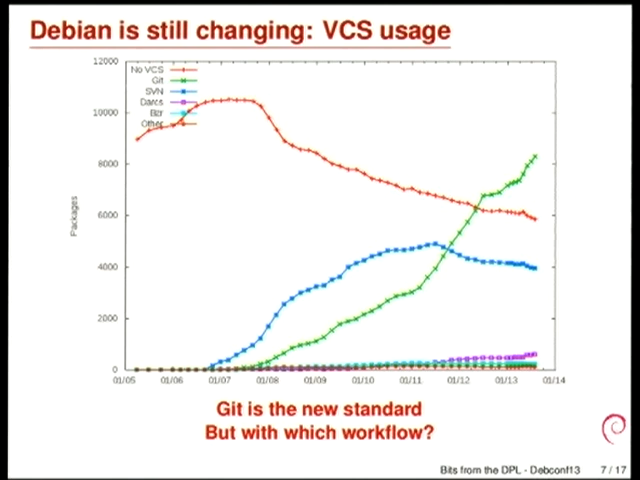 Debian is still changing: VCS usage
12000
10000
8000
6000
4000
2000
0
Packages
No VCS
Git
SVN
Darcs
Bzr
Other
01/05 01/06 01/07 01/08 01/09 01/10 01/11 01/12 01/13 01/14
Git is the new standard
But with which workflow?
Bits from the DPL - Debconf13 7 / 17